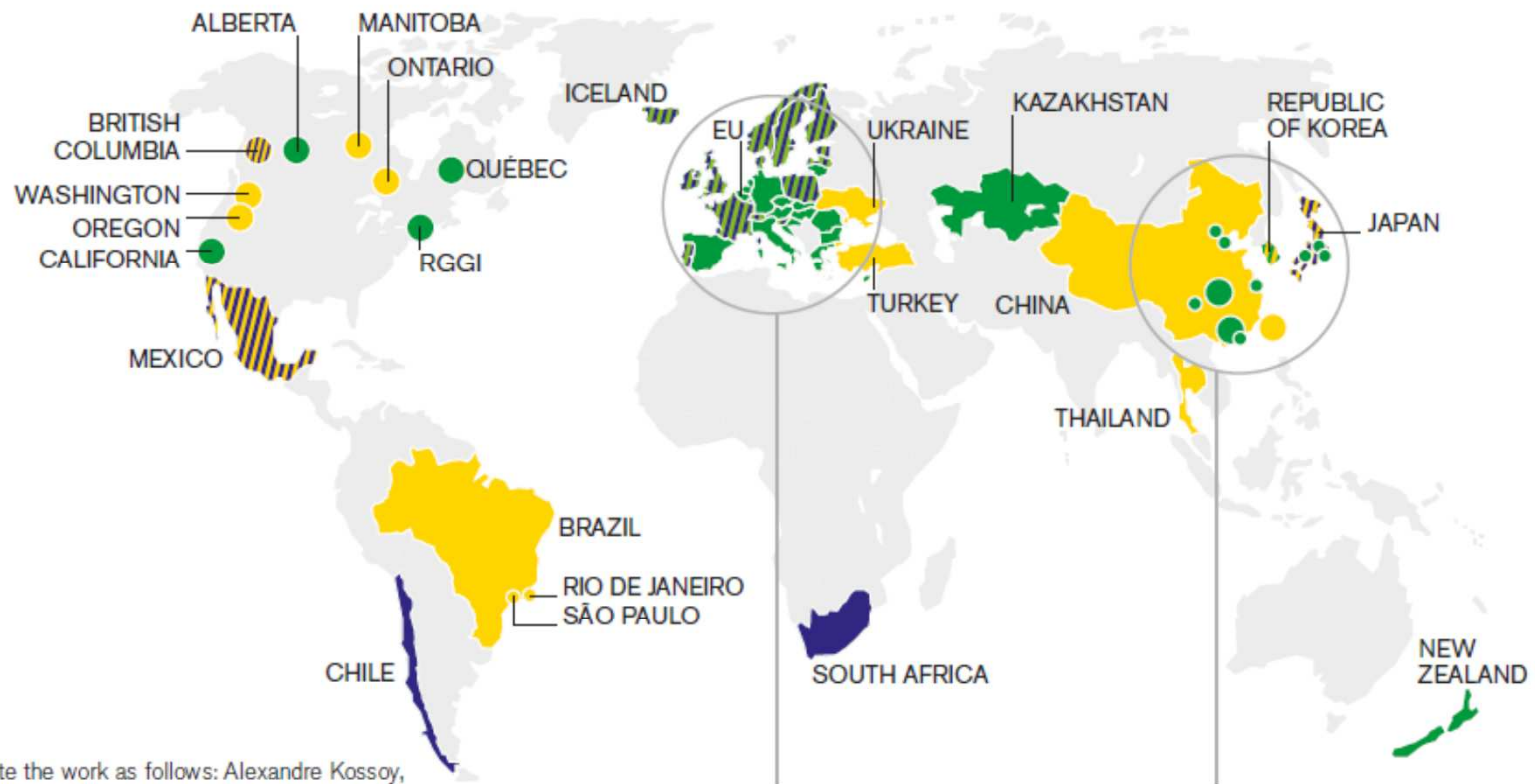 ALBERTA
MANITOBA
ONTARIO
BRITISH
COLUMBIA
WASHINGTON
OREGON
CALIFORNIA
QUÉBEC
RGGI
MEXICO
ICELAND
EU
UKRAINE
KAZAKHSTAN
REPUBLIC
OF KOREA
JAPAN
TURKEY
CHINA
THAILAND
BRAZIL
RIO DE JANEIRO
SÃO PAULO
CHILE
SOUTH AFRICA
NEW
ZEALAND
te the work as follows: Alexandre Kossoy,